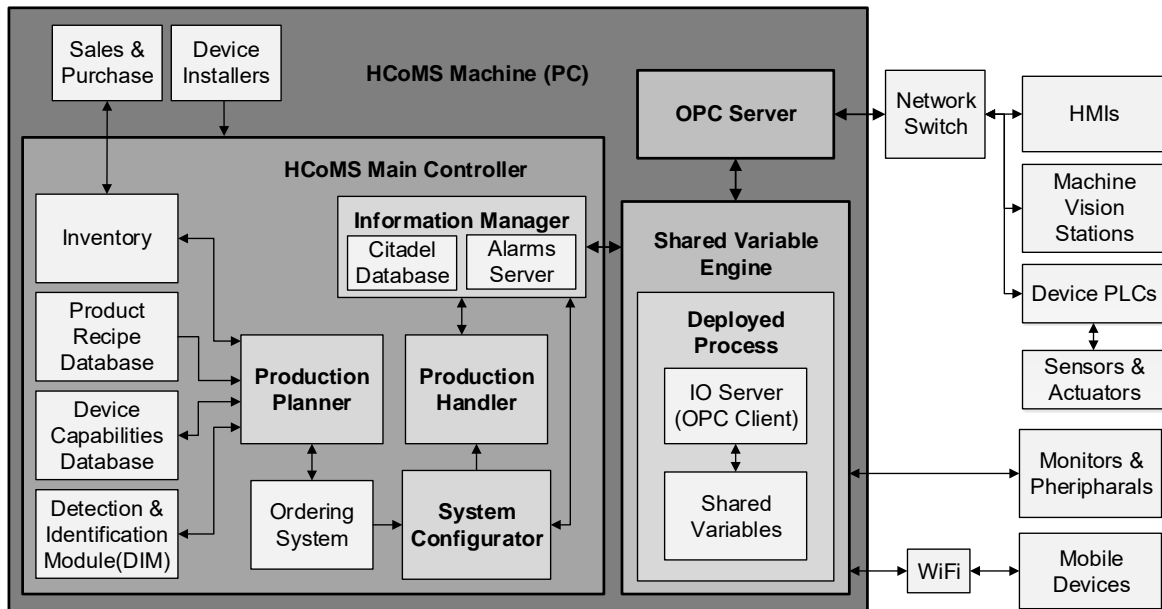 Sales &
Purchase
Device
Installers
HCoMS Machine (PC)
OPC Server
Network
Switch
HMIs
HCoMS Main Controller
Machine
Vision
Stations
Inventory
Information Manager
Citadel
Database
Alarms
Server
Shared Variable
Engine
Device PLCs
Product
Recipe
Database
Deployed
Process
Production
Planner
Production
Handler
IO Server
(OPC Client)
Sensors &
Actuators
Device
Capabilities
Database
Monitors &
Pheripharals
Detection &
Identification
Module(DIM)
Ordering
System
System
Configurator
Shared
Variables
WiFi
Mobile
Devices